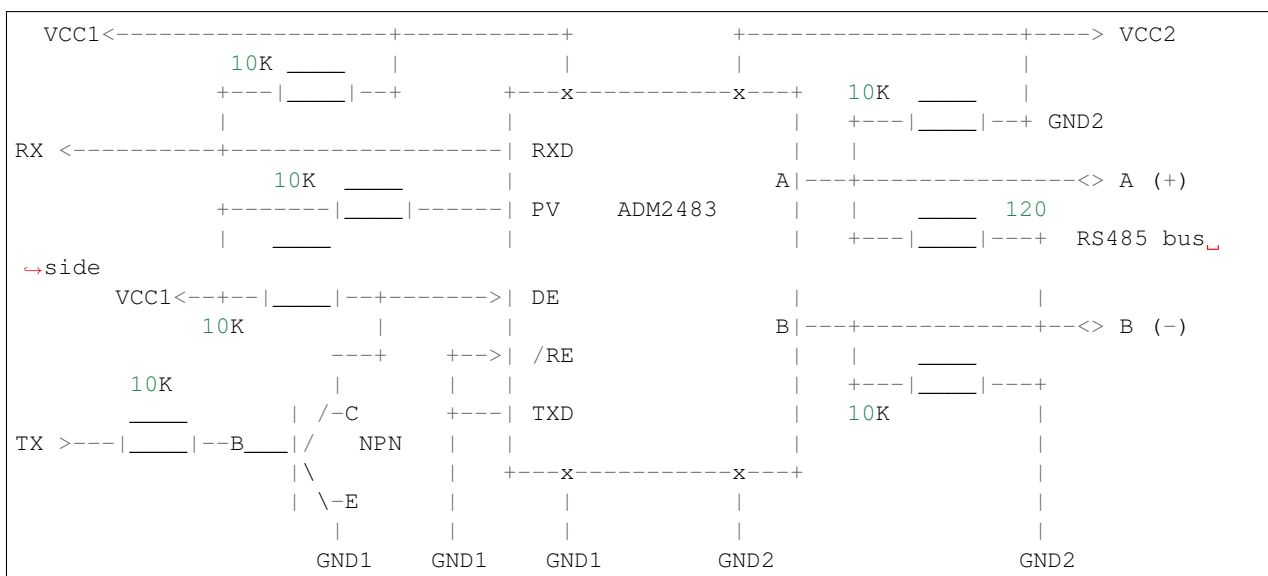 VCC1 VCC2
10K
10K
GND2
RX RXD
10K A A (+)
PV ADM2483 120
RS485 bus
side
VCC1 DE
10K B B (-)
/RE
10K
C TXD 10K
TX B NPN
E
GND1 GND1 GND1 GND2 GND2